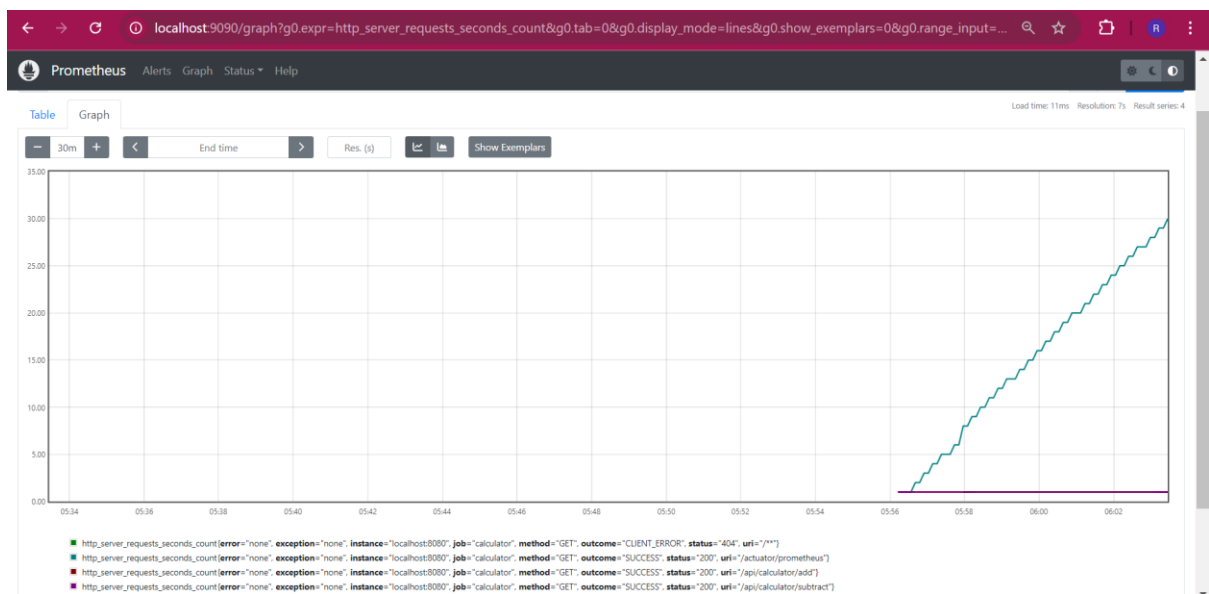 localhost:9090/graph?g0.expr=http_server_requests_seconds_count&g0.tab=0&g0.display_mode=lines&g0.show_exemplars=0&g0.range_input=...
R
Prometheus Alerts Graph Status Help
Table Graph
Load time: 11ms Resolution: 7s Result series: 4
30m End time Res. (s) Show Exemplars
35.00
30.00
25.00
20.00
15.00
10.00
5.00
0.00
05:34 05:36 05:38 05:40 05:42 05:44 05:46 05:48 05:50 05:52 05:54 05:56 05:58 06:00 06:02
http_server_requests_seconds_count{error="none", exception="none", instance="localhost:8080", job="calculator", method="GET", outcome="CLIENT_ERROR", status="404", uri="/**"}
http_server_requests_seconds_count{error="none", exception="none", instance="localhost:8080", job="calculator", method="GET", outcome="SUCCESS", status="200", uri="/actuator/prometheus"}
http_server_requests_seconds_count{error="none", exception="none", instance="localhost:8080", job="calculator", method="GET", outcome="SUCCESS", status="200", uri="/api/calculator/add"}
http_server_requests_seconds_count{error="none", exception="none", instance="localhost:8080", job="calculator", method="GET", outcome="SUCCESS", status="200", uri="/api/calculator/subtract"}